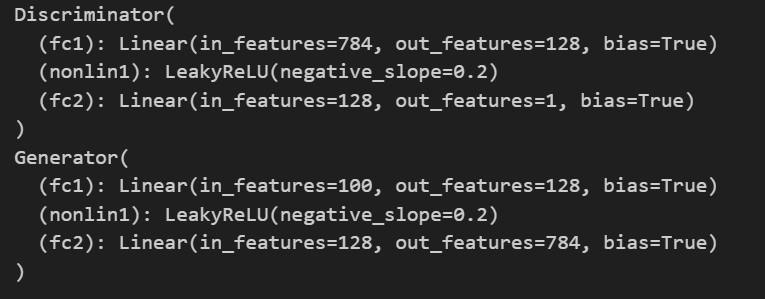 Discriminator(
  (fc1): Linear(in_features=784, out_features=128, bias=True)
  (nonlin1): LeakyReLU(negative_slope=0.2)
  (fc2): Linear(in_features=128, out_features=1, bias=True)
)
Generator(
  (fc1): Linear(in_features=100, out_features=128, bias=True)
  (nonlin1): LeakyReLU(negative_slope=0.2)
  (fc2): Linear(in_features=128, out_features=784, bias=True)
)